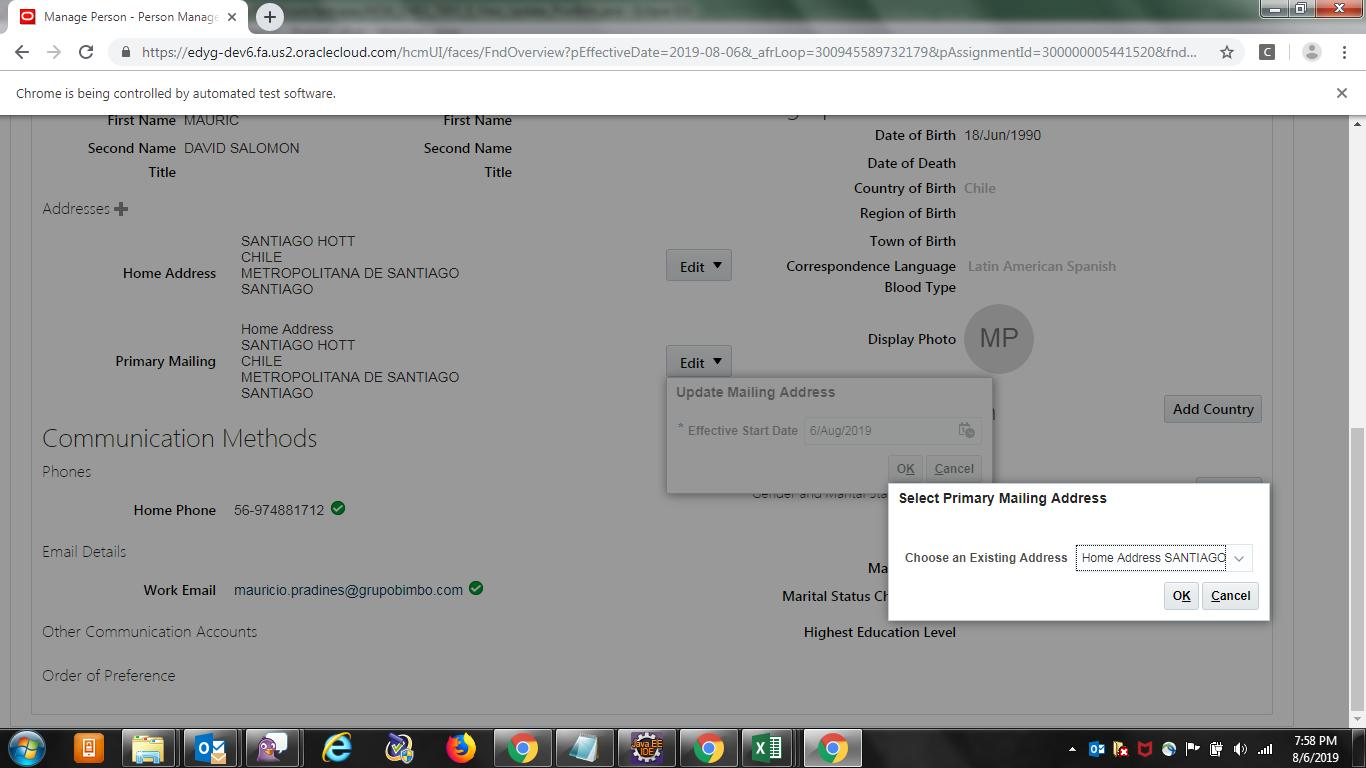 Manage Person - Person Manage
https://edyg-dev6.fa.us2.oraclecloud.com/hcmUI/faces/FndOverview?pEffectiveDate=2019-08-06&_afrLoop=300945589732179&pAssignmentId=300000005441520&fnd...
C
Chrome is being controlled by automated test software.
First Name MAURIC
First Name
Second Name DAVID SALOMON
Second Name
Title
Title
Addresses
Home Address
SANTIAGO HOTT
CHILE
METROPOLITANA DE SANTIAGO
SANTIAGO
Edit
Primary Mailing
Home Address
SANTIAGO HOTT
CHILE
METROPOLITANA DE SANTIAGO
SANTIAGO
Edit
Update Mailing Address
* Effective Start Date 6/Aug/2019
OK Cancel
Communication Methods
Phones
Home Phone 56-974881712
Email Details
Work Email mauricio.pradines@grupobimbo.com
Other Communication Accounts
Order of Preference
Date of Birth 18/Jun/1990
Date of Death
Country of Birth Chile
Region of Birth
Town of Birth
Correspondence Language Latin American Spanish
Blood Type
Display Photo MP
Add Country
Gender and Marital Sta
Select Primary Mailing Address
Choose an Existing Address Home Address SANTIAGO
OK Cancel
Ma
Marital Status Ch
Highest Education Level
Java EE
IDE
7:58 PM
8/6/2019